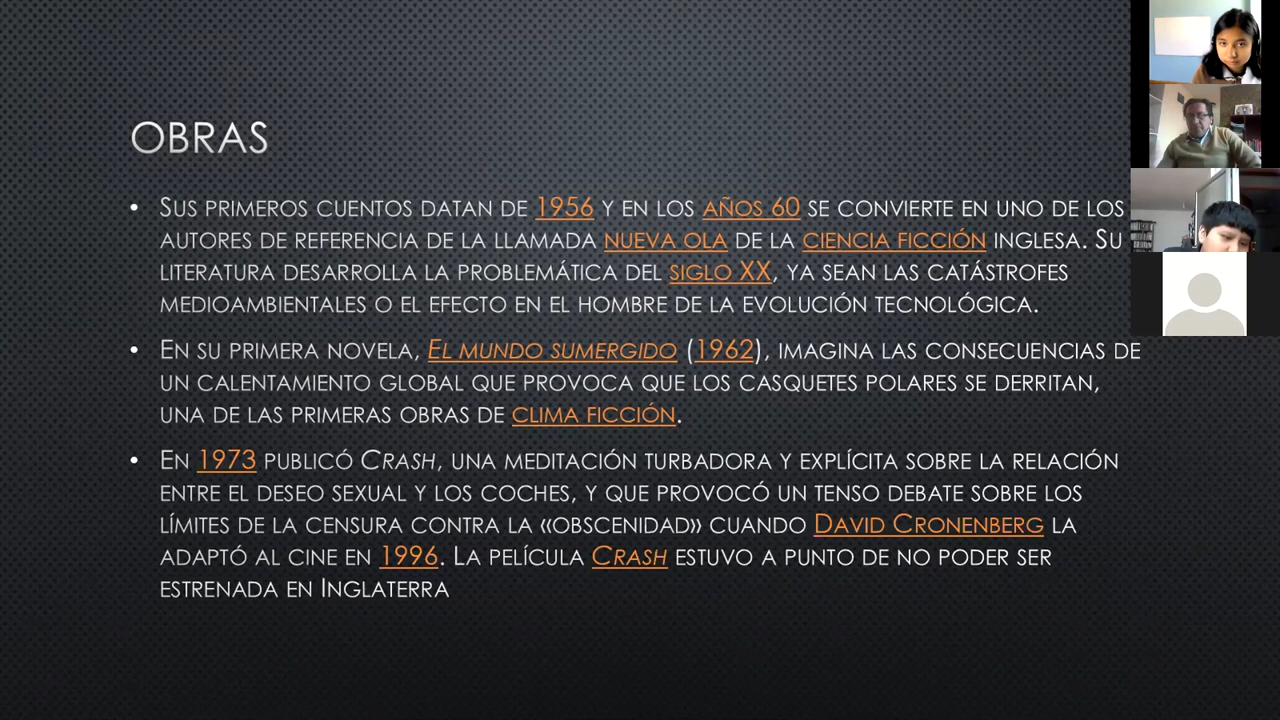 OBRAS
• SUS PRIMEROS CUENTOS DATAN DE 1956 Y EN LOS AÑOS 60 SE CONVIERTE EN UNO DE LOS
AUTORES DE REFERENCIA DE LA LLAMADA NUEVA OLA DE LA CIENCIA FICCIÓN INGLESA. SU
LITERATURA DESARROLLA LA PROBLEMÁTICA DEL SIGLO XX, YA SEAN LAS CATÁSTROFES
MEDIOAMBIENTALES O EL EFECTO EN EL HOMBRE DE LA EVOLUCIÓN TECNOLÓGICA.
• EN SU PRIMERA NOVELA, EL MUNDO SUMERGIDO (1962), IMAGINA LAS CONSECUENCIAS DE
UN CALENTAMIENTO GLOBAL QUE PROVOCA QUE LOS CASQUETES POLARES SE DERRITAN,
UNA DE LAS PRIMERAS OBRAS DE CLIMA FICCIÓN.
• EN 1973 PUBLICÓ CRASH, UNA MEDITACIÓN TURBADORA Y EXPLÍCITA SOBRE LA RELACIÓN
ENTRE EL DESEO SEXUAL Y LOS COCHES, Y QUE PROVOCÓ UN TENSO DEBATE SOBRE LOS
LÍMITES DE LA CENSURA CONTRA LA «OBSCENIDAD» CUANDO DAVID CRONENBERG LA
ADAPTÓ AL CINE EN 1996. LA PELÍCULA CRASH ESTUVO A PUNTO DE NO PODER SER
ESTRENADA EN INGLATERRA